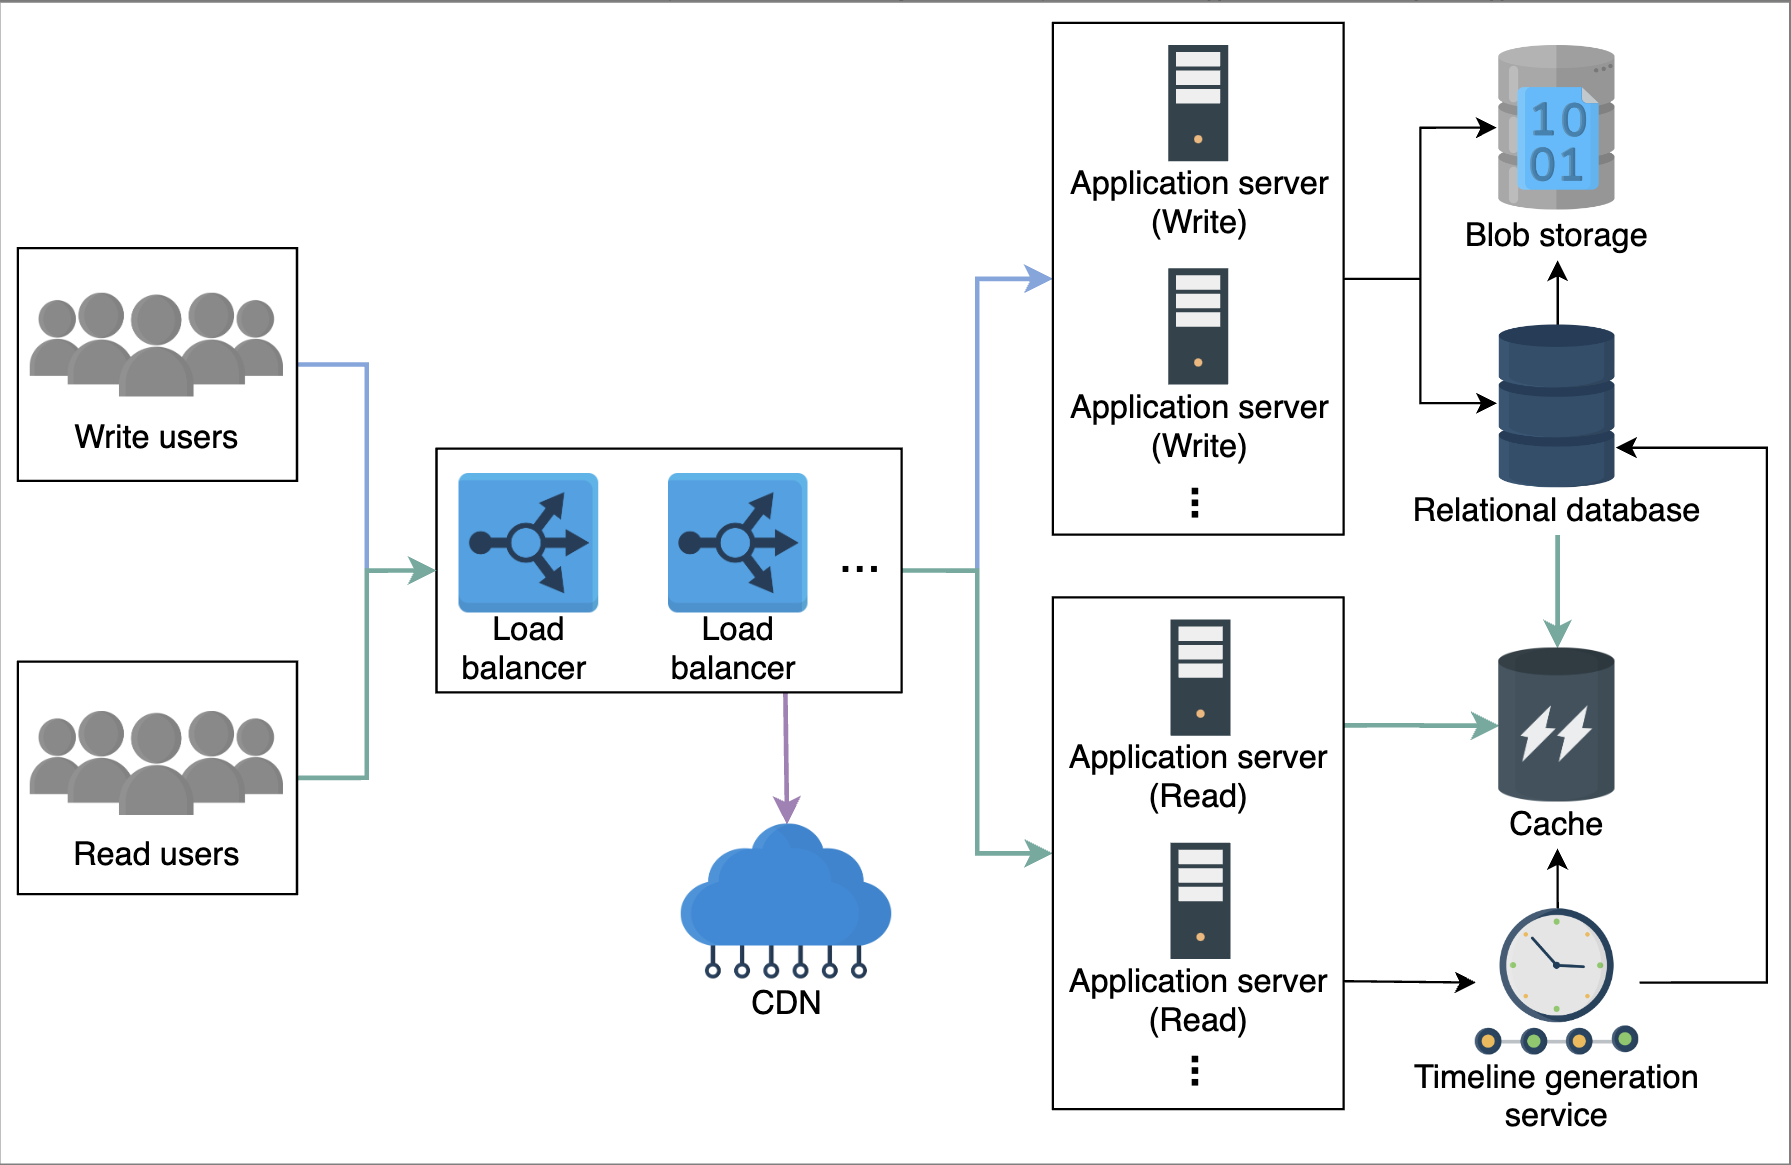 Write users
Read users
Load
balancer
Load
balancer
...
CDN
Application server
(Write)
Application server
(Write)
Application server
(Read)
Application server
(Read)
10
01
Blob storage
Relational database
Cache
Timeline generation
service